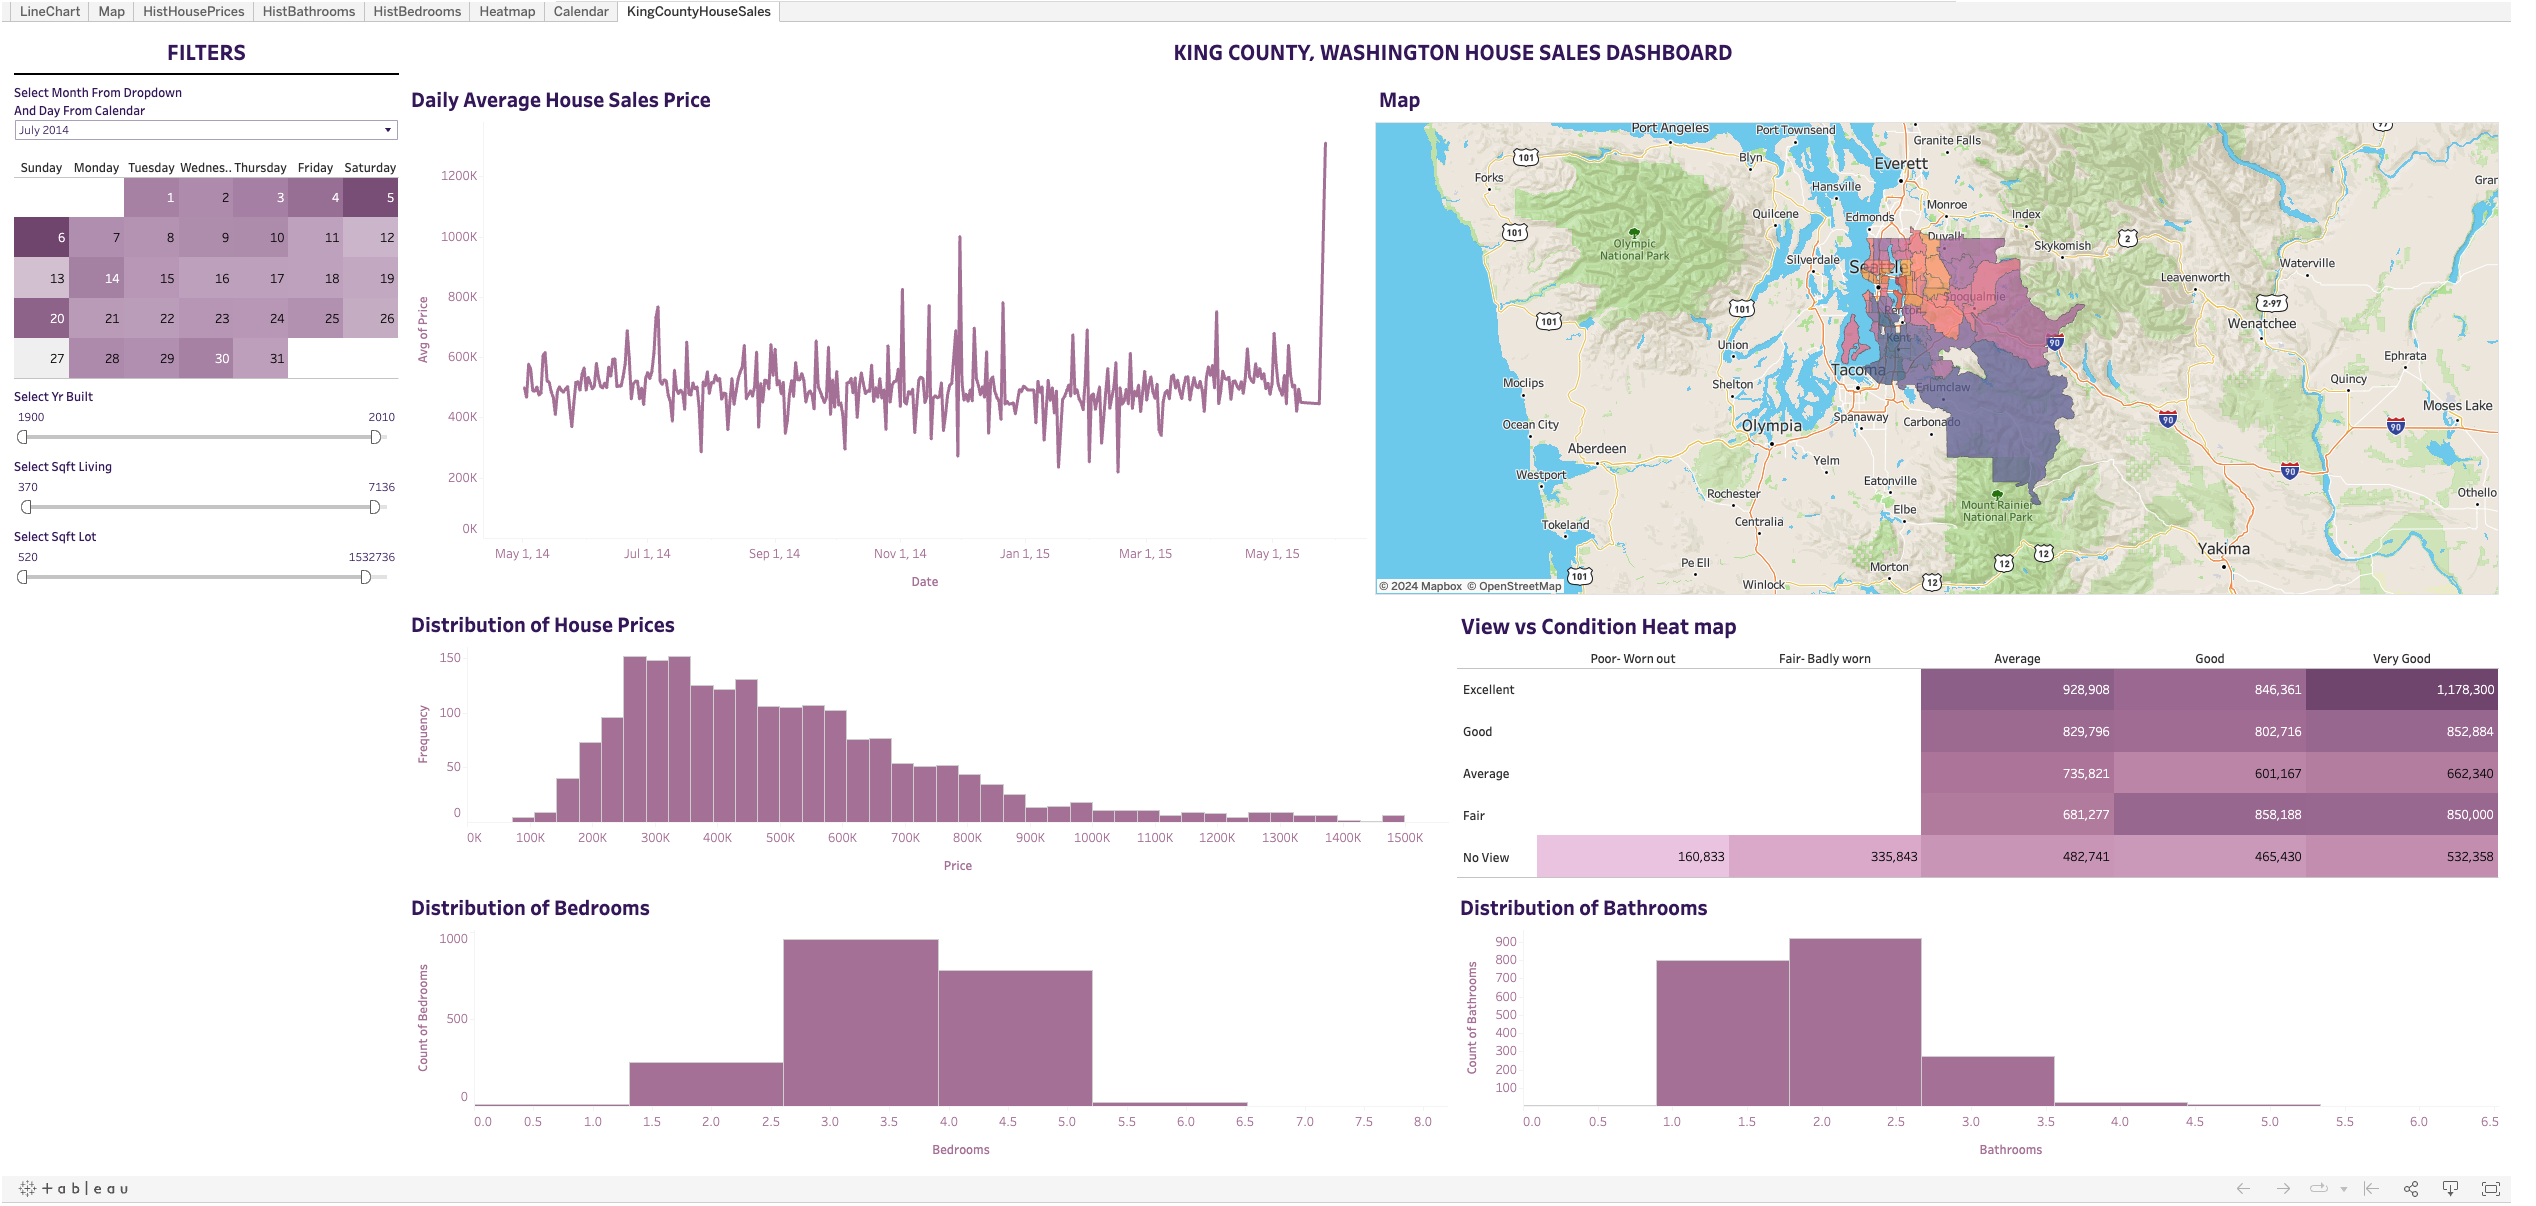 LineChart Map HistHousePrices HistBathrooms HistBedrooms Heatmap Calendar KingCountyHouseSales
FILTERS
KING COUNTY, WASHINGTON HOUSE SALES DASHBOARD
Select Month From Dropdown
And Day From Calendar
July 2014
Sunday Monday Tuesday Wednes.. Thursday Friday Saturday
1 2 3 4 5
6 7 8 9 10 11 12
13 14 15 16 17 18 19
20 21 22 23 24 25 26
27 28 29 30 31
Select Yr Built
1900 2010
Select Sqft Living
370 7136
Select Sqft Lot
520 1532736
Daily Average House Sales Price
Avg of Price
1200K
1000K
800K
600K
400K
200K
0K
May 1, 14 Jul 1, 14 Sep 1, 14 Nov 1, 14 Jan 1, 15 Mar 1, 15 May 1, 15
Date
Map
Port Angeles
Port Townsend
Granite Falls
97
101
Blyn
Everett
Forks
Hansville
Gran
Monroe
Quilcene
Edmonds
Index
101
101
Olympic
National Park
Duvall
Skykomish
2
Silverdale
Seattle
Leavenworth
Waterville
Snoqualmie
2-97
101
101
Renton
Wenatchee
Kent
90
Union
Ephrata
Tacoma
Moclips
Shelton
Enumclaw
Quincy
Moses Lake
Ocean City
Olympia
Spanaway
Carbonado
90
90
Aberdeen
Westport
Yelm
90
Eatonville
Rochester
Mount Rainier
National Park
Othello
Tokeland
Centralia
Elbe
Yakima
12
12
Pe Ell
Morton
101
Winlock
12
© 2024 Mapbox © OpenStreetMap
Distribution of House Prices
Frequency
150
100
50
0
0K 100K 200K 300K 400K 500K 600K 700K 800K 900K 1000K 1100K 1200K 1300K 1400K 1500K
Price
View vs Condition Heat map
Poor- Worn out Fair- Badly worn Average Good Very Good
Excellent 928,908 846,361 1,178,300
Good 829,796 802,716 852,884
Average 735,821 601,167 662,340
Fair 681,277 858,188 850,000
No View 160,833 335,843 482,741 465,430 532,358
Distribution of Bedrooms
Count of Bedrooms
1000
500
0
0.0 0.5 1.0 1.5 2.0 2.5 3.0 3.5 4.0 4.5 5.0 5.5 6.0 6.5 7.0 7.5 8.0
Bedrooms
Distribution of Bathrooms
Count of Bathrooms
900
800
700
600
500
400
300
200
100
0.0 0.5 1.0 1.5 2.0 2.5 3.0 3.5 4.0 4.5 5.0 5.5 6.0 6.5
Bathrooms
tableau